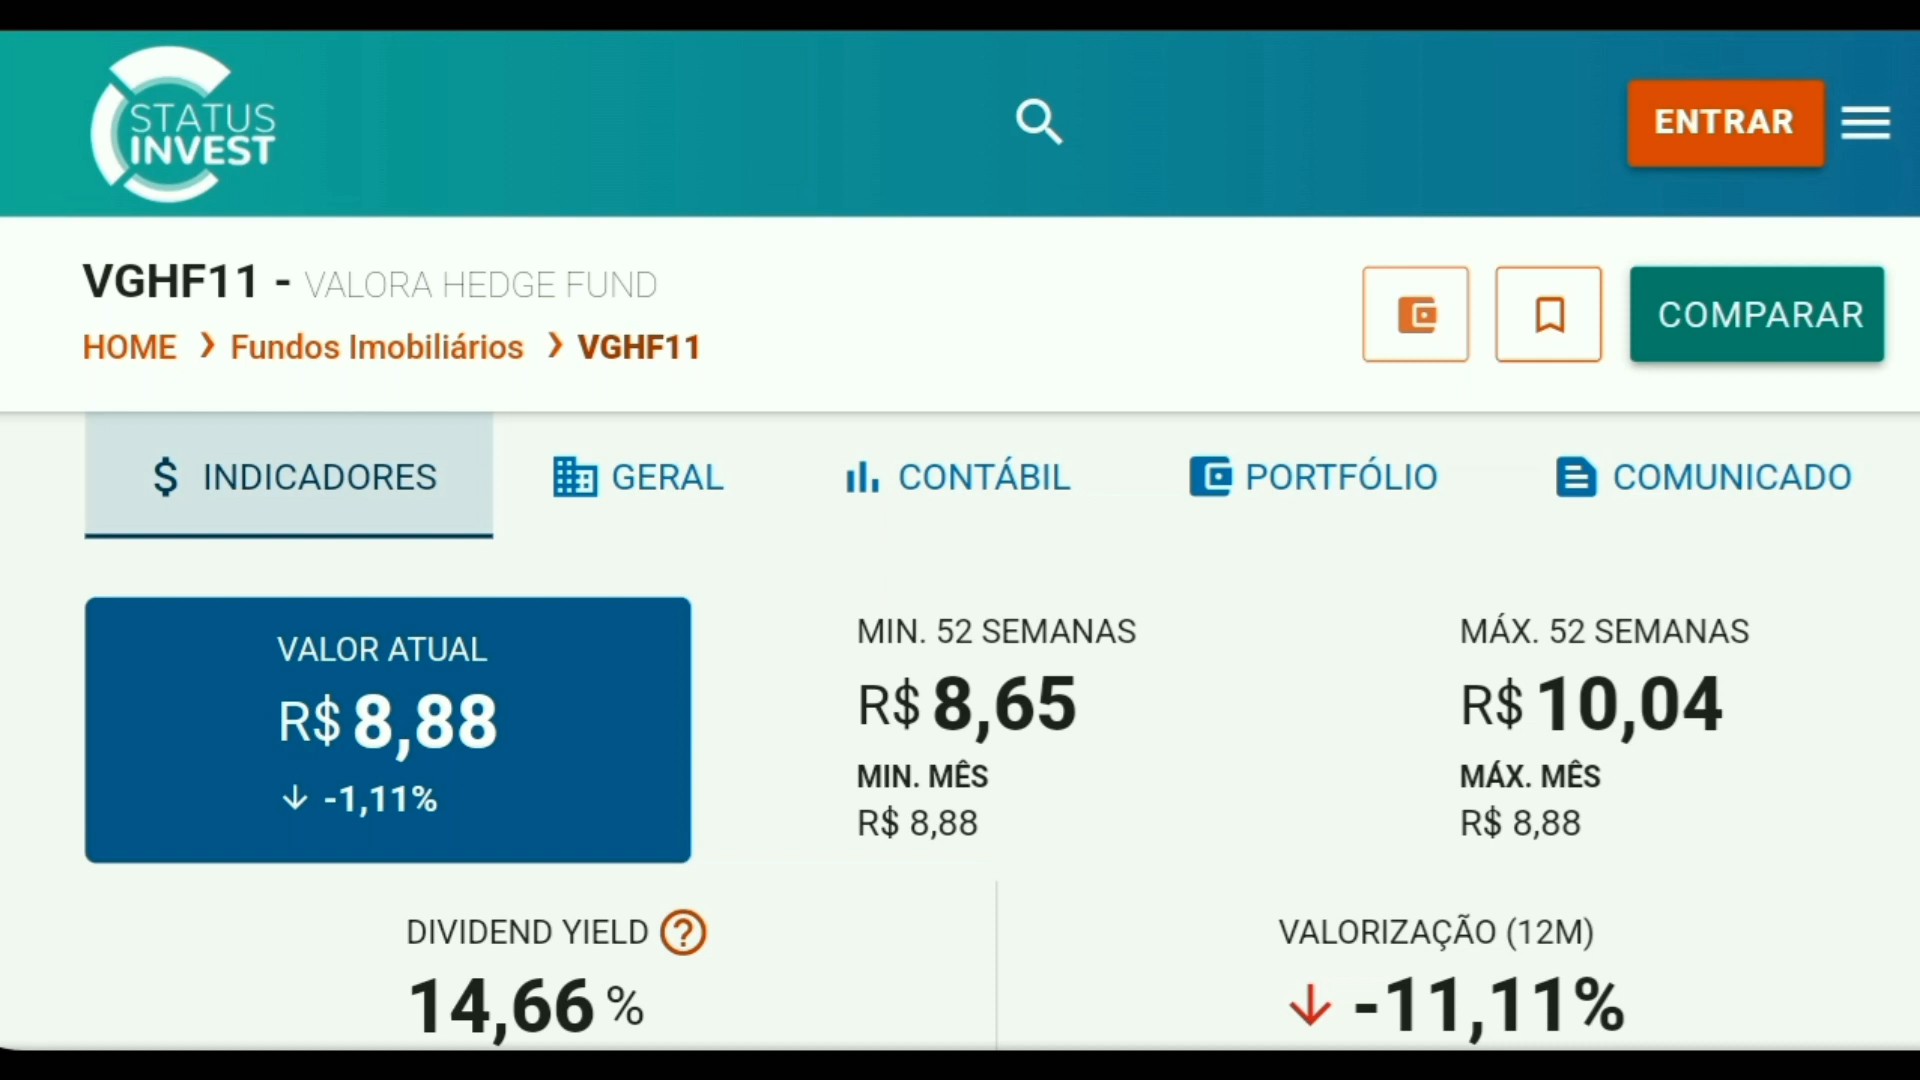 STATUS
INVEST
ENTRAR
VGHF11 - VALORA HEDGE FUND
HOME › Fundos Imobiliários › VGHF11
COMPARAR
INDICADORES GERAL CONTÁBIL PORTFÓLIO COMUNICADO
VALOR ATUAL
R$ 8,88
-1,11%
MIN. 52 SEMANAS
R$ 8,65
MIN. MÊS
R$ 8,88
MÁX. 52 SEMANAS
R$ 10,04
MÁX. MÊS
R$ 8,88
DIVIDEND YIELD ?
14,66 %
VALORIZAÇÃO (12M)
-11,11%